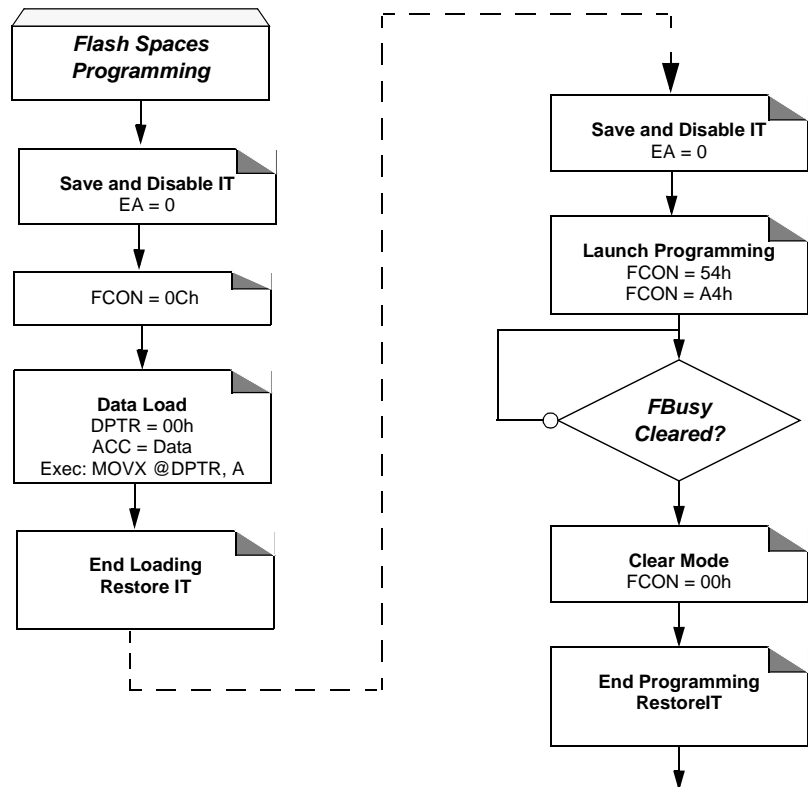 Flash Spaces
Programming
Save and Disable IT
EA = 0
FCON = 0Ch
Data Load
DPTR = 00h
ACC = Data
Exec: MOVX @DPTR, A
End Loading
Restore IT
Save and Disable IT
EA = 0
Launch Programming
FCON = 54h
FCON = A4h
FBusy
Cleared?
Clear Mode
FCON = 00h
End Programming
RestoreIT